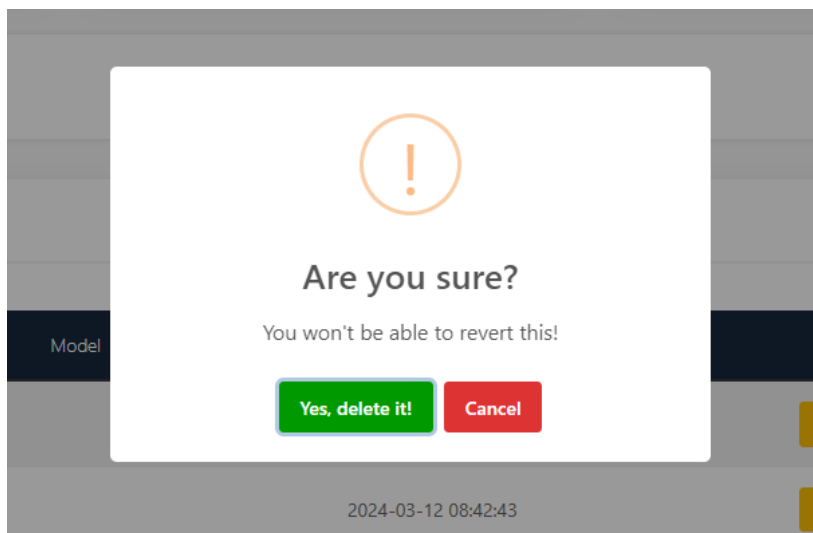 !
Are you sure?
You won't be able to revert this!
Yes, delete it! Cancel
Model
2024-03-12 08:42:43